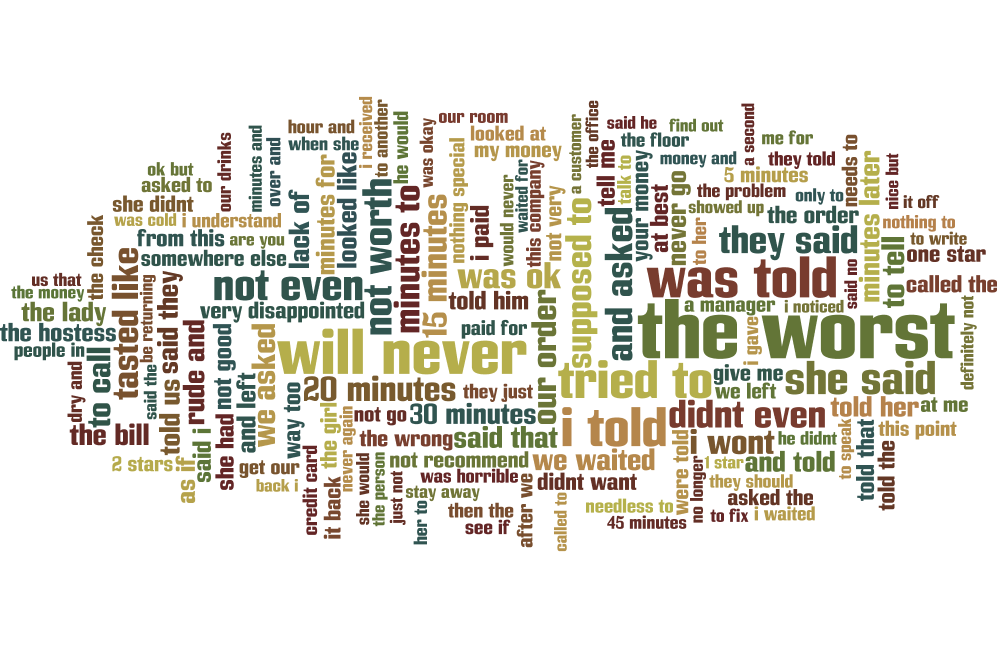 the worst
will never
was told
i told
tried to
she said
they said
not even
not worth
minutes to
15 minutes
was ok
supposed to
and asked
didnt even
20 minutes
30 minutes
our order
tasted like
we asked
i wont
we waited
said that
told her
and told
minutes later
to tell
told him
looked like
minutes for
lack of
i paid
very disappointed
somewhere else
from this
are you
she didnt
was cold
i understand
asked to
ok but
our drinks
minutes and
over and
hour and
when she
i received
to another
he would
was okay
our room
looked at
my money
nothing special
would never
waited for
this company
not very
a customer
the office
said he
the floor
find out
tell me
talk to
your money
money and
at best
never go
to her
a second
me for
they told
5 minutes
the problem
only to
showed up
the order
needs to
nice but
it off
nothing to
to write
one star
called the
said no
a manager
i noticed
i gave
definitely not
give me
we left
at me
this point
he didnt
to speak
told that
told the
1 star
they should
asked the
were told
no longer
to fix
i waited
needless to
45 minutes
called to
didnt want
after we
see if
then the
was horrible
stay away
her to
just not
the person
she would
not recommend
the wrong
not go
never again
the girl
it back
credit card
way too
they just
paid for
get our
back i
and left
not good
she had
said i
rude and
as if
told us
said they
be returning
said the
2 stars
the bill
dry and
to call
people in
the hostess
the lady
the money
us that
the check